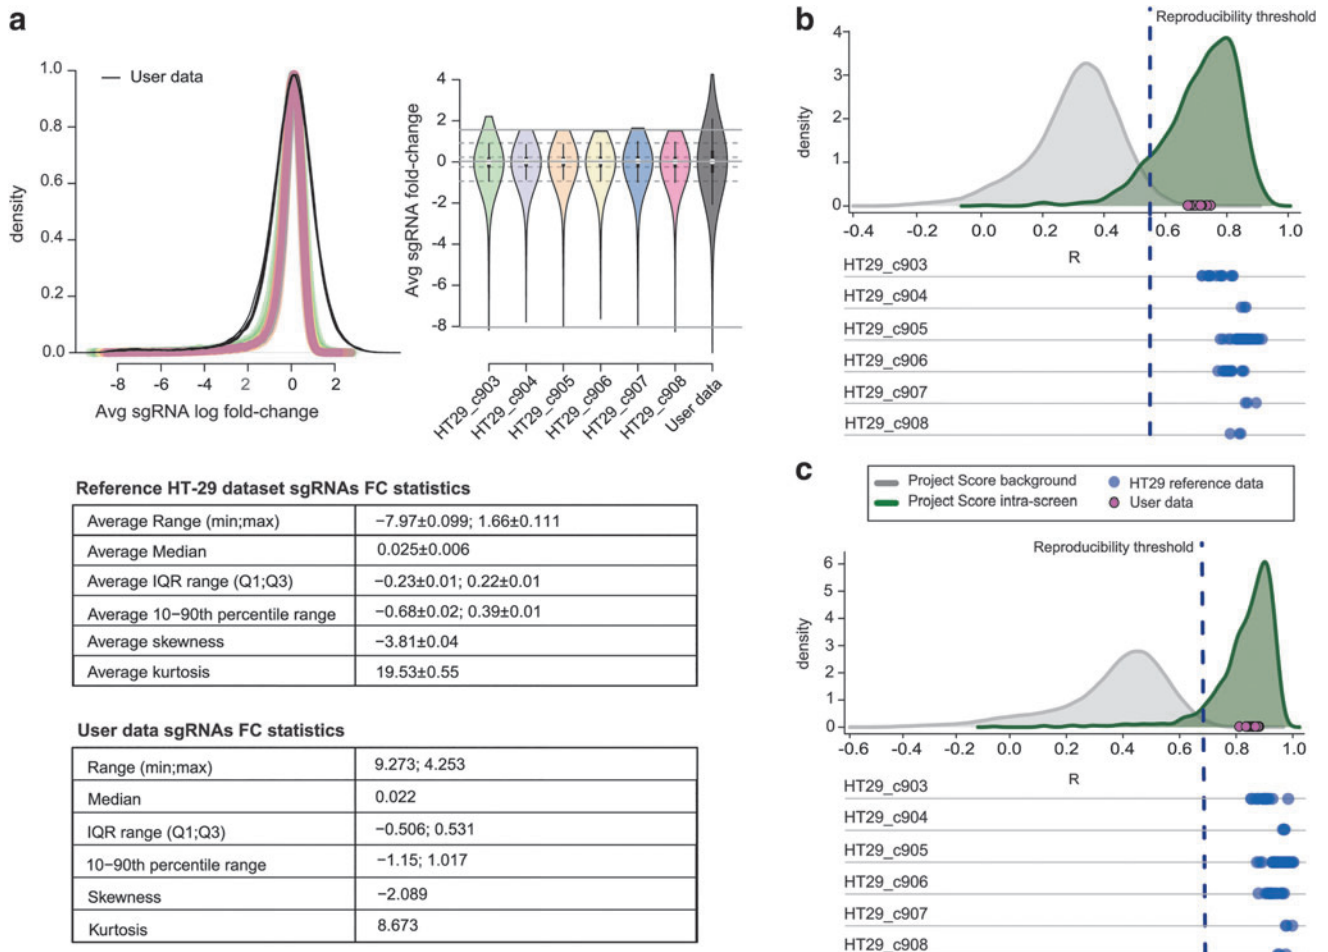 a
1.0
0.8
0.6
0.4
0.2
0.0
density
User data
-8
-6
-4
2
0
2
Avg sgRNA log fold-change
4
2
0
-2
-4
-6
-8
Avg sgRNA fold-change
HT29_c903
HT29_c904
HT29_c905
HT29_c906
HT29_c907
HT29_c908
User data
Reference HT-29 dataset sgRNAs FC statistics
Average Range (min;max) −7.97±0.099; 1.66±0.111
Average Median 0.025±0.006
Average IQR range (Q1;Q3) −0.23±0.01; 0.22±0.01
Average 10−90th percentile range −0.68±0.02; 0.39±0.01
Average skewness −3.81±0.04
Average kurtosis 19.53±0.55
User data sgRNAs FC statistics
Range (min;max) 9.273; 4.253
Median 0.022
IQR range (Q1;Q3) −0.506; 0.531
10−90th percentile range −1.15; 1.017
Skewness −2.089
Kurtosis 8.673
b
Reproducibility threshold
4
3
2
1
0
density
-0.4
-0.2
0.0
0.2
0.4
0.6
0.8
1.0
R
HT29_c903
HT29_c904
HT29_c905
HT29_c906
HT29_c907
HT29_c908
c
Project Score background
Project Score intra-screen
HT29 reference data
User data
Reproducibility threshold
6
5
4
3
2
1
0
density
-0.6
-0.4
-0.2
0.0
0.2
0.4
0.6
0.8
1.0
R
HT29_c903
HT29_c904
HT29_c905
HT29_c906
HT29_c907
HT29_c908